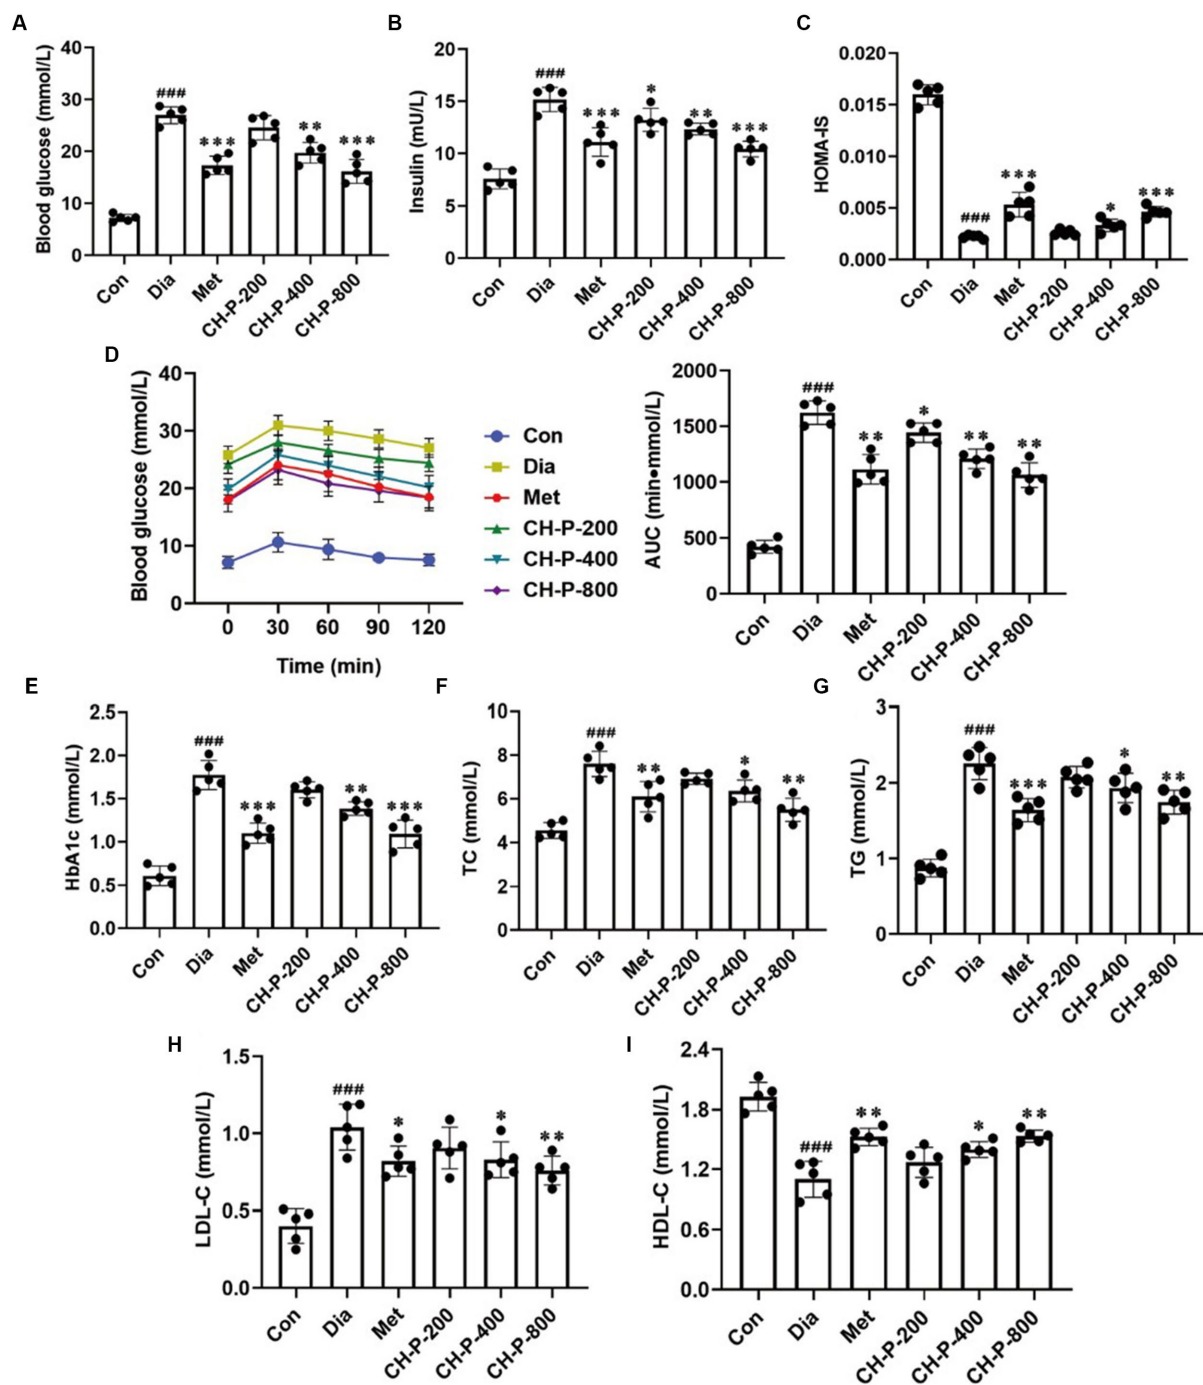 A
Blood glucose (mmol/L)
40
30
20
10
0
###
***
**
***
Con
Dia
Met
CH-P-200
CH-P-400
CH-P-800
B
Insulin (mU/L)
20
15
10
5
0
###
***
*
**
***
Con
Dia
Met
CH-P-200
CH-P-400
CH-P-800
C
HOMA-IS
0.020
0.015
0.010
0.005
0.000
###
***
*
***
Con
Dia
Met
CH-P-200
CH-P-400
CH-P-800
D
Blood glucose (mmol/L)
40
30
20
10
0
0 30 60 90 120
Time (min)
Con
Dia
Met
CH-P-200
CH-P-400
CH-P-800
AUC (min•mmol/L)
2000
1500
1000
500
0
###
**
*
**
**
Con
Dia
Met
CH-P-200
CH-P-400
CH-P-800
E
HbA1c (mmol/L)
2.5
2.0
1.5
1.0
0.5
0.0
###
***
**
***
Con
Dia
Met
CH-P-200
CH-P-400
CH-P-800
F
TC (mmol/L)
10
8
6
4
2
0
###
**
*
**
Con
Dia
Met
CH-P-200
CH-P-400
CH-P-800
G
TG (mmol/L)
3
2
1
0
###
***
*
**
Con
Dia
Met
CH-P-200
CH-P-400
CH-P-800
H
LDL-C (mmol/L)
1.5
1.0
0.5
0.0
###
*
*
**
Con
Dia
Met
CH-P-200
CH-P-400
CH-P-800
I
HDL-C (mmol/L)
2.4
1.8
1.2
0.6
0.0
###
**
*
**
Con
Dia
Met
CH-P-200
CH-P-400
CH-P-800